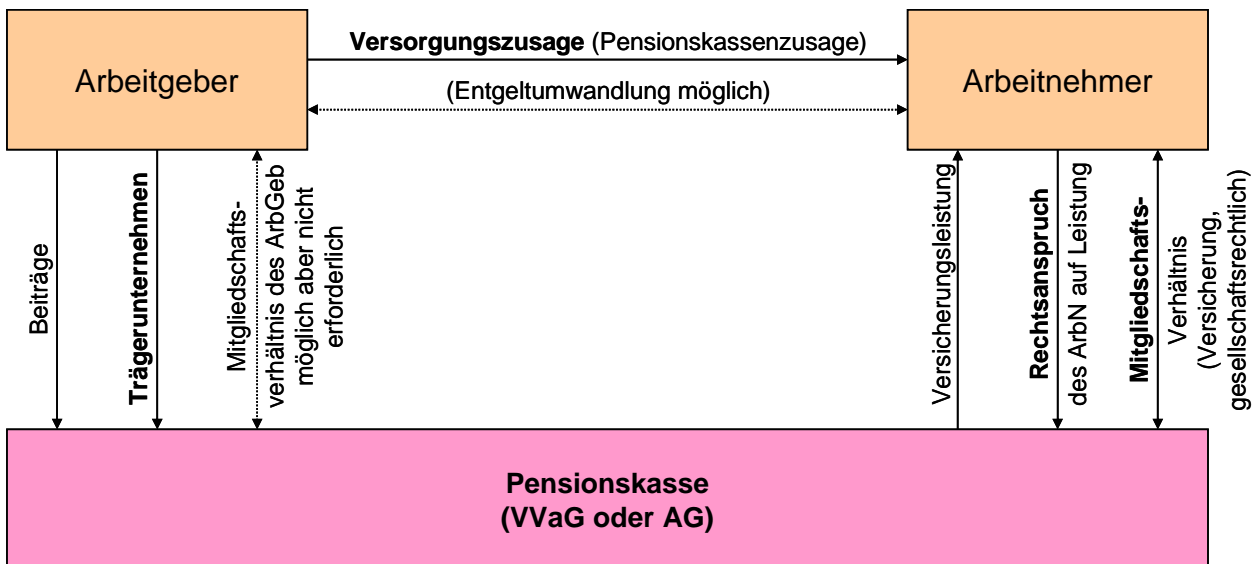 Versorgungszusage (Pensionskassenzusage)
Arbeitgeber
Arbeitnehmer
(Entgeltumwandlung möglich)
Beiträge
Trägerunternehmen
Mitgliedschafts-
verhältnis des ArbGeb
möglich aber nicht
erforderlich
Versicherungsleistung
Rechtsanspruch
des ArbN auf Leistung
Mitgliedschafts-
Verhältnis
(Versicherung,
gesellschaftsrechtlich)
Pensionskasse
(VVaG oder AG)